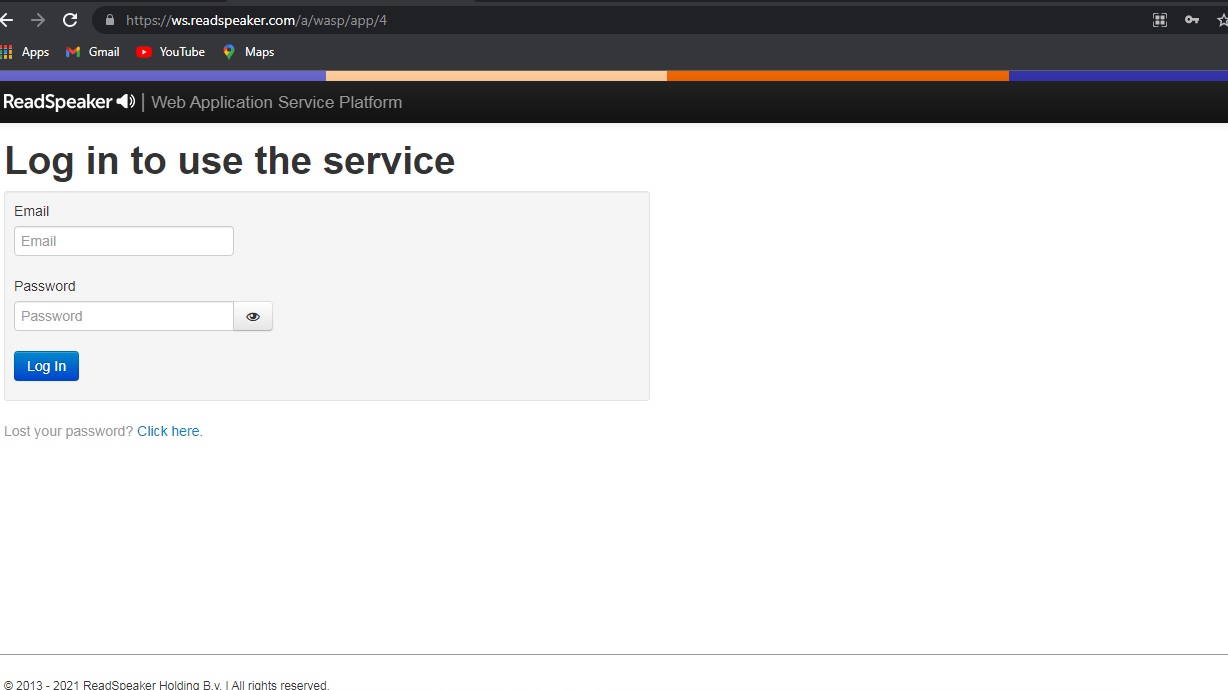 https://ws.readspeaker.com/a/wasp/app/4
Apps Gmail YouTube Maps
ReadSpeaker | Web Application Service Platform
Log in to use the service
Email
Email
Password
Password
Log In
Lost your password? Click here.
© 2013 - 2021 ReadSpeaker Holding B.v. | All rights reserved.